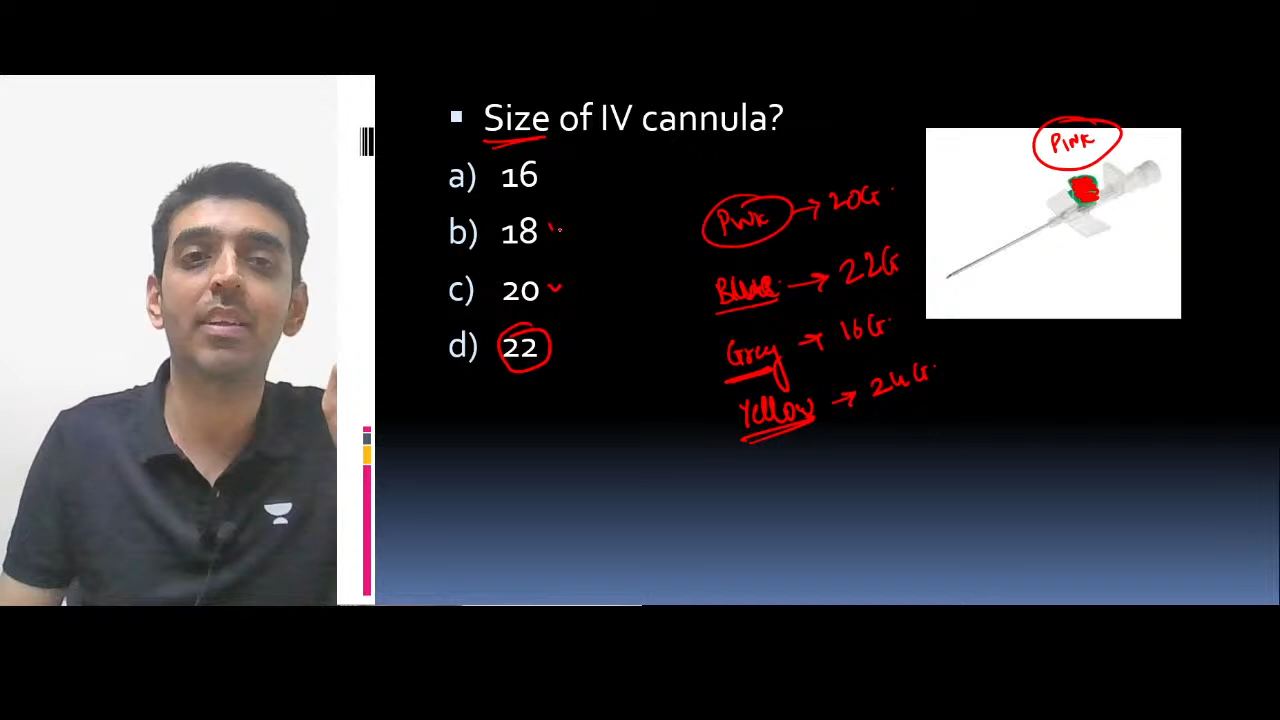 Size of IV cannula?
a) 16
b) 18
c) 20
d) 22
PINK
PINK → 20G
Blue → 22G
Grey → 16G
Yellow → 24G